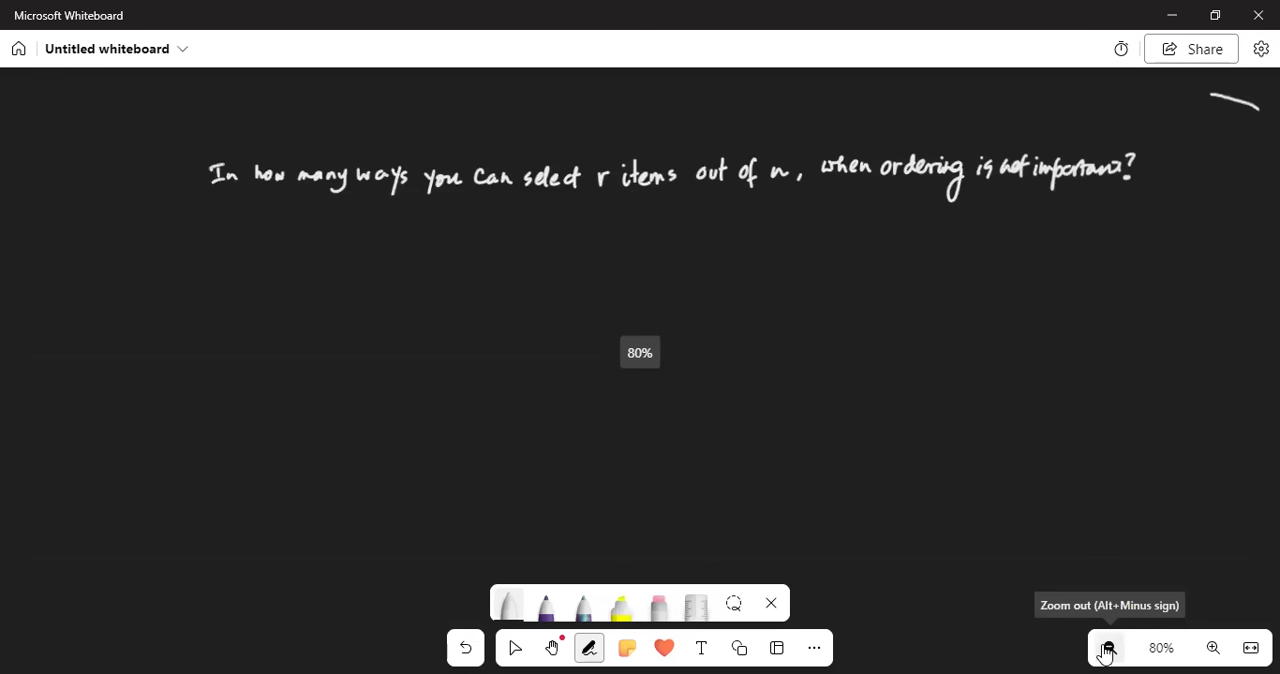 Microsoft Whiteboard
Untitled whiteboard
Share
In how many ways you can select r items out of n, when ordering is not important?
80%
Zoom out (Alt+Minus sign)
80%